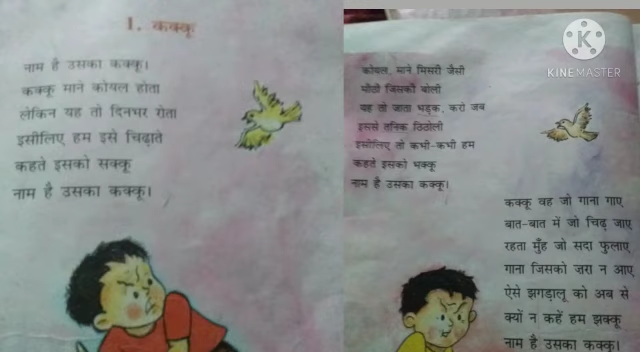 1. कक्कू
नाम है उसका कक्कू।
कक्कू माने कोयल होता
लेकिन यह तो दिनभर रोता
इसीलिए हम इसे चिढ़ाते
कहते इसको सक्कू
नाम है उसका कक्कू।
कोयल, माने मिसरी जैसी
मीठी जिसकी बोली
यह तो जाता भड़क, करो जब
इससे तनिक ठिठोली
इसीलिए तो कभी-कभी हम
कहते इसको भक्कू
नाम है उसका कक्कू।
कक्कू वह जो गाना गाए
बात-बात में जो चिढ़ जाए
रहता मुँह जो सदा फुलाए
गाना जिसको ज़रा न आए
ऐसे झगड़ालू को अब से
क्यों न कहें हम झक्कू
नाम है उसका कक्कू।
KINEMASTER